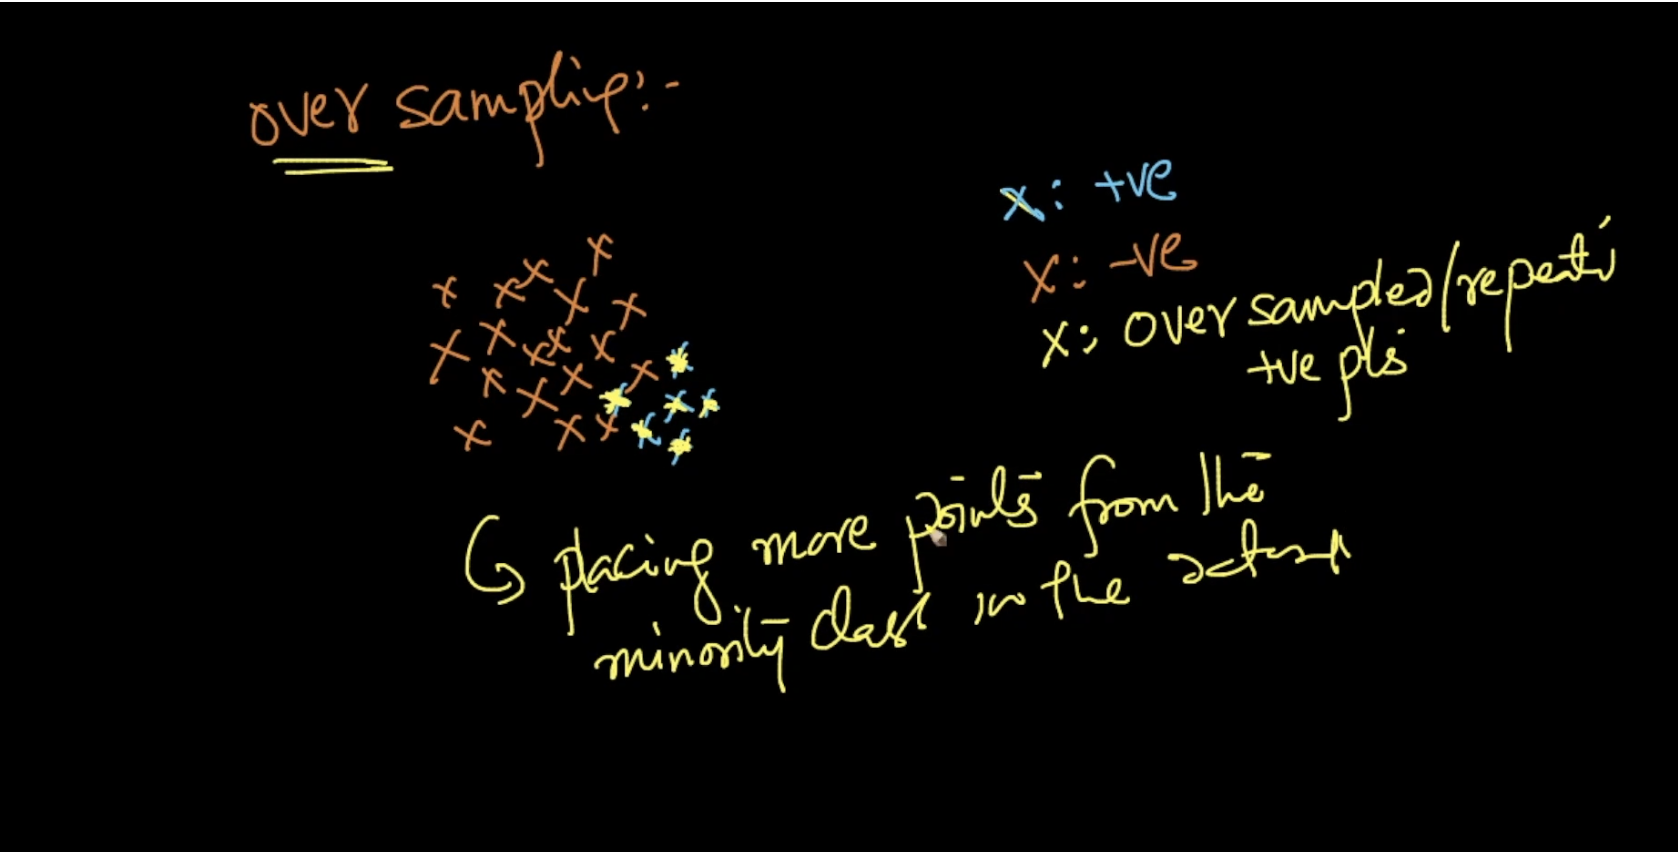 over sampling:-
x: +ve
x: -ve
x: over sampled/repeati
+ve pts
placing more points from the
minority class in the dataset